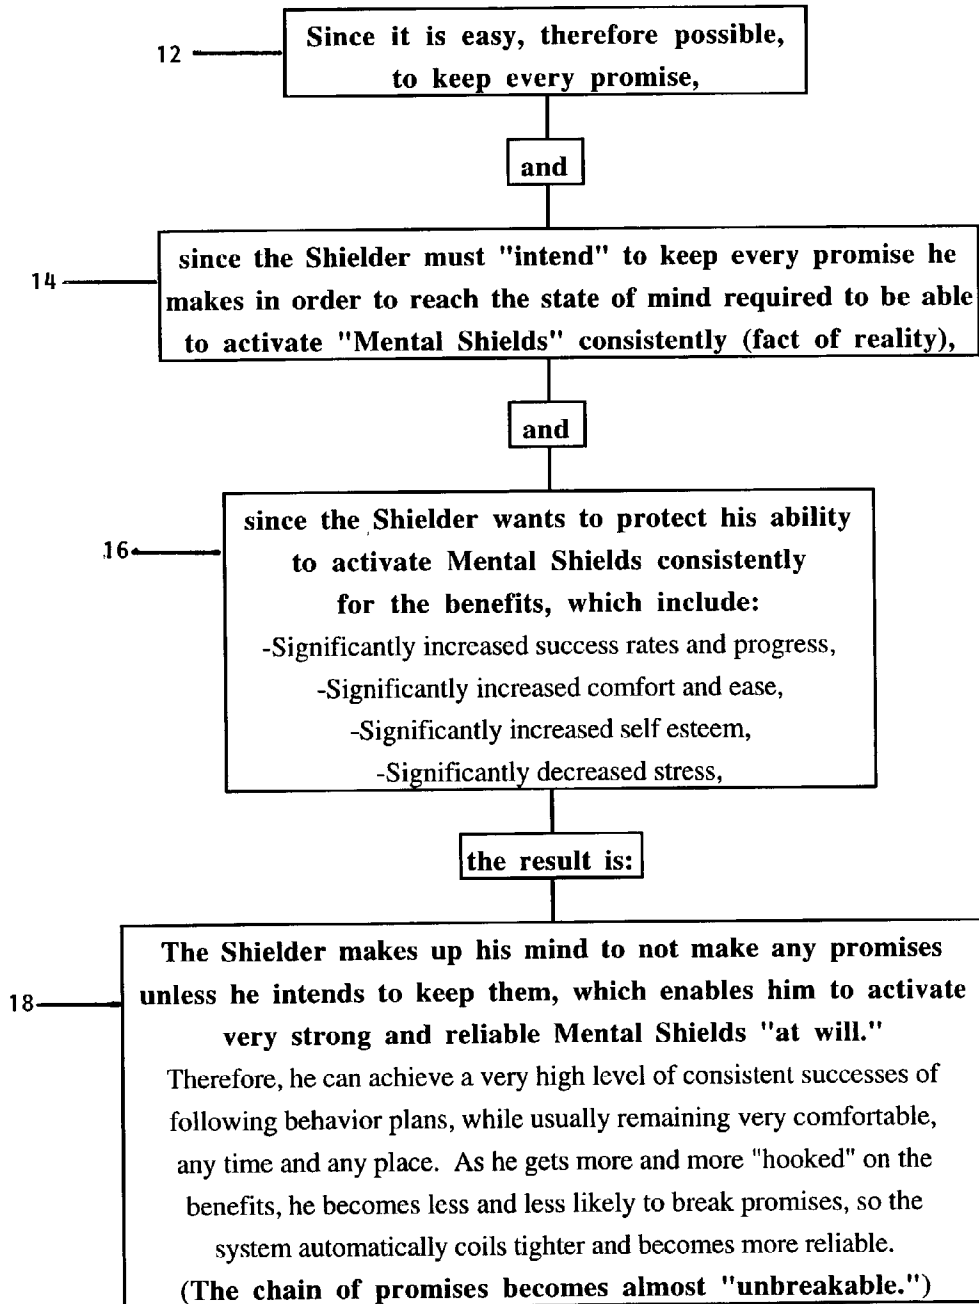 12
Since it is easy, therefore possible,
to keep every promise,
and
14
since the Shielder must "intend" to keep every promise he
makes in order to reach the state of mind required to be able
to activate "Mental Shields" consistently (fact of reality),
and
16
since the Shielder wants to protect his ability
to activate Mental Shields consistently
for the benefits, which include:
-Significantly increased success rates and progress,
-Significantly increased comfort and ease,
-Significantly increased self esteem,
-Significantly decreased stress,
the result is:
18
The Shielder makes up his mind to not make any promises
unless he intends to keep them, which enables him to activate
very strong and reliable Mental Shields "at will."
Therefore, he can achieve a very high level of consistent successes of
following behavior plans, while usually remaining very comfortable,
any time and any place. As he gets more and more "hooked" on the
benefits, he becomes less and less likely to break promises, so the
system automatically coils tighter and becomes more reliable.
(The chain of promises becomes almost "unbreakable.")